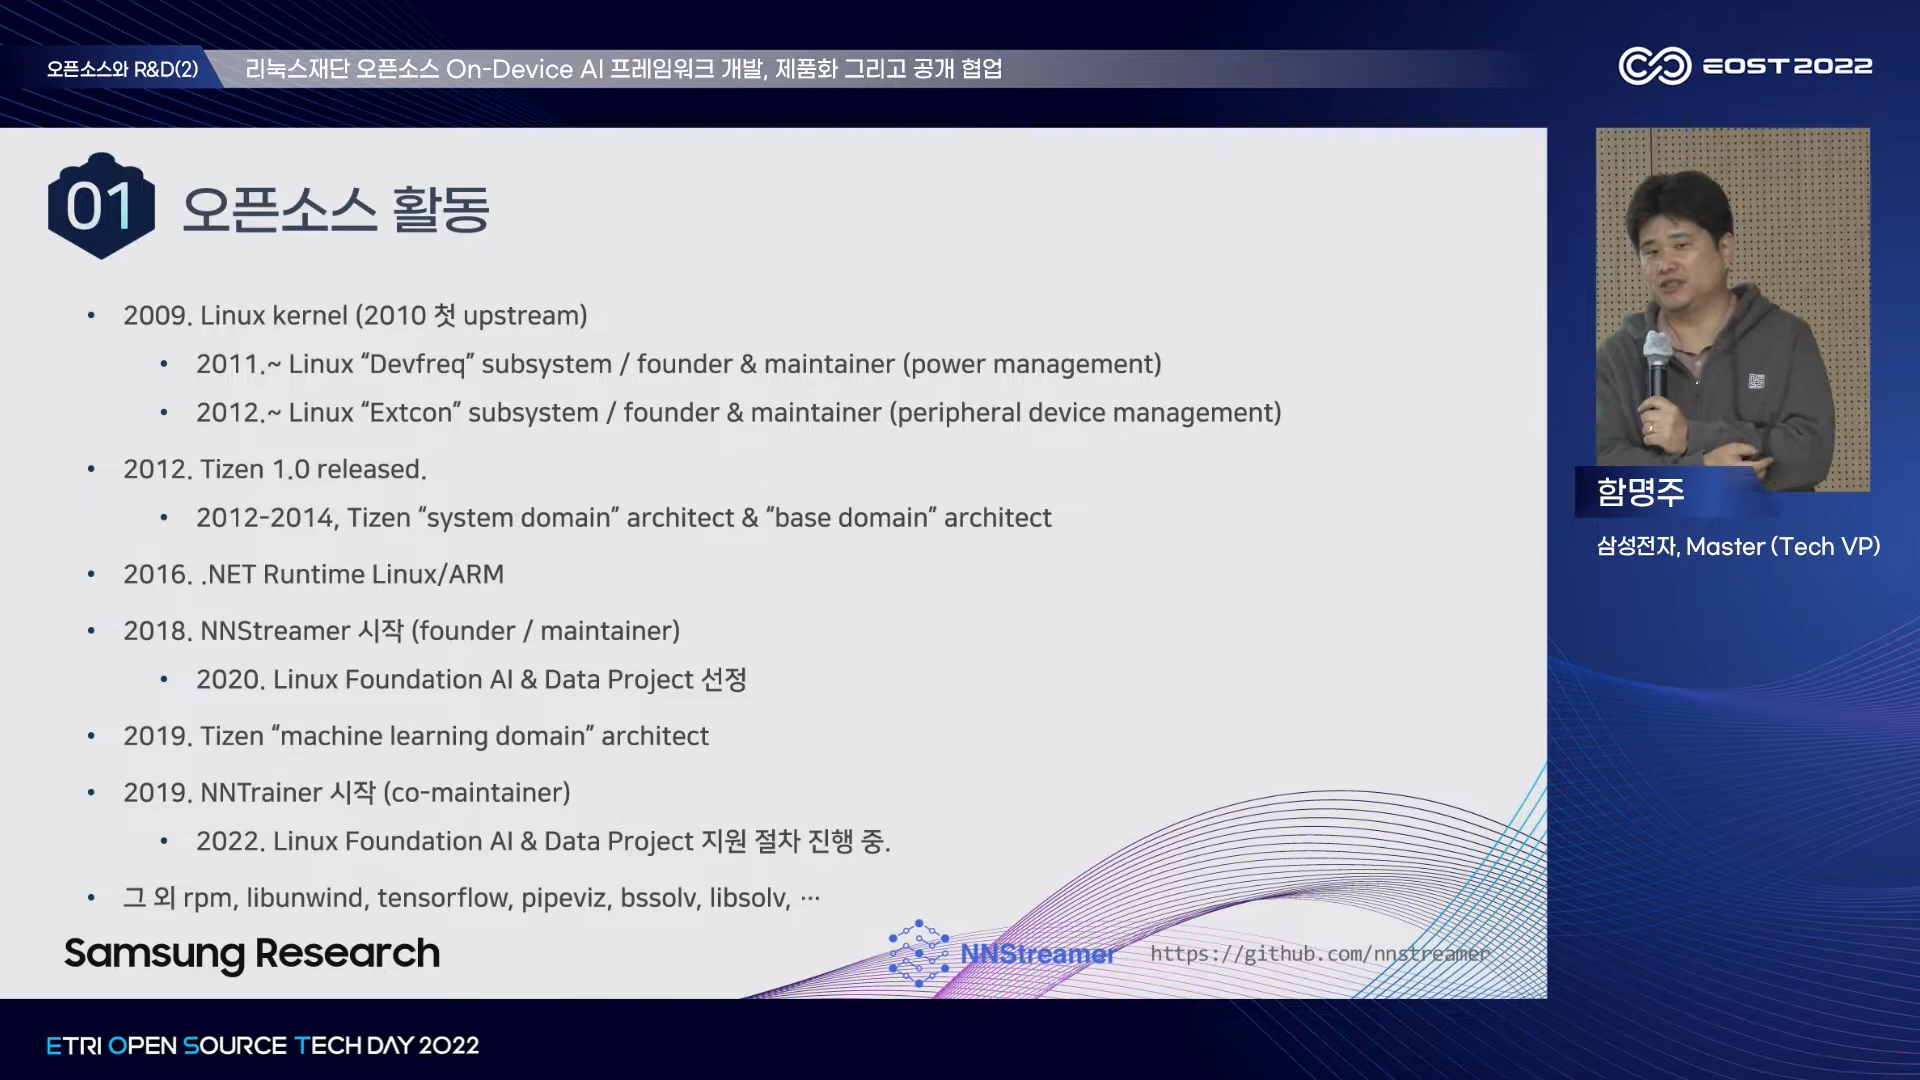 오픈소스와 R&D(2)
리눅스재단 오픈소스 On-Device AI 프레임워크 개발, 제품화 그리고 공개 협업
EOST 2022
01 오픈소스 활동
• 2009. Linux kernel (2010 첫 upstream)
• 2011.~ Linux “Devfreq” subsystem / founder & maintainer (power management)
• 2012.~ Linux “Extcon” subsystem / founder & maintainer (peripheral device management)
• 2012. Tizen 1.0 released.
• 2012-2014, Tizen “system domain” architect & “base domain” architect
• 2016. .NET Runtime Linux/ARM
• 2018. NNStreamer 시작 (founder / maintainer)
• 2020. Linux Foundation AI & Data Project 선정
• 2019. Tizen “machine learning domain” architect
• 2019. NNTrainer 시작 (co-maintainer)
• 2022. Linux Foundation AI & Data Project 지원 절차 진행 중.
• 그 외 rpm, libunwind, tensorflow, pipeviz, bssolv, libsolv, ⋯
Samsung Research
NNStreamer
https://github.com/nnstreamer
함명주
삼성전자, Master (Tech VP)
ETRI OPEN SOURCE TECH DAY 2022